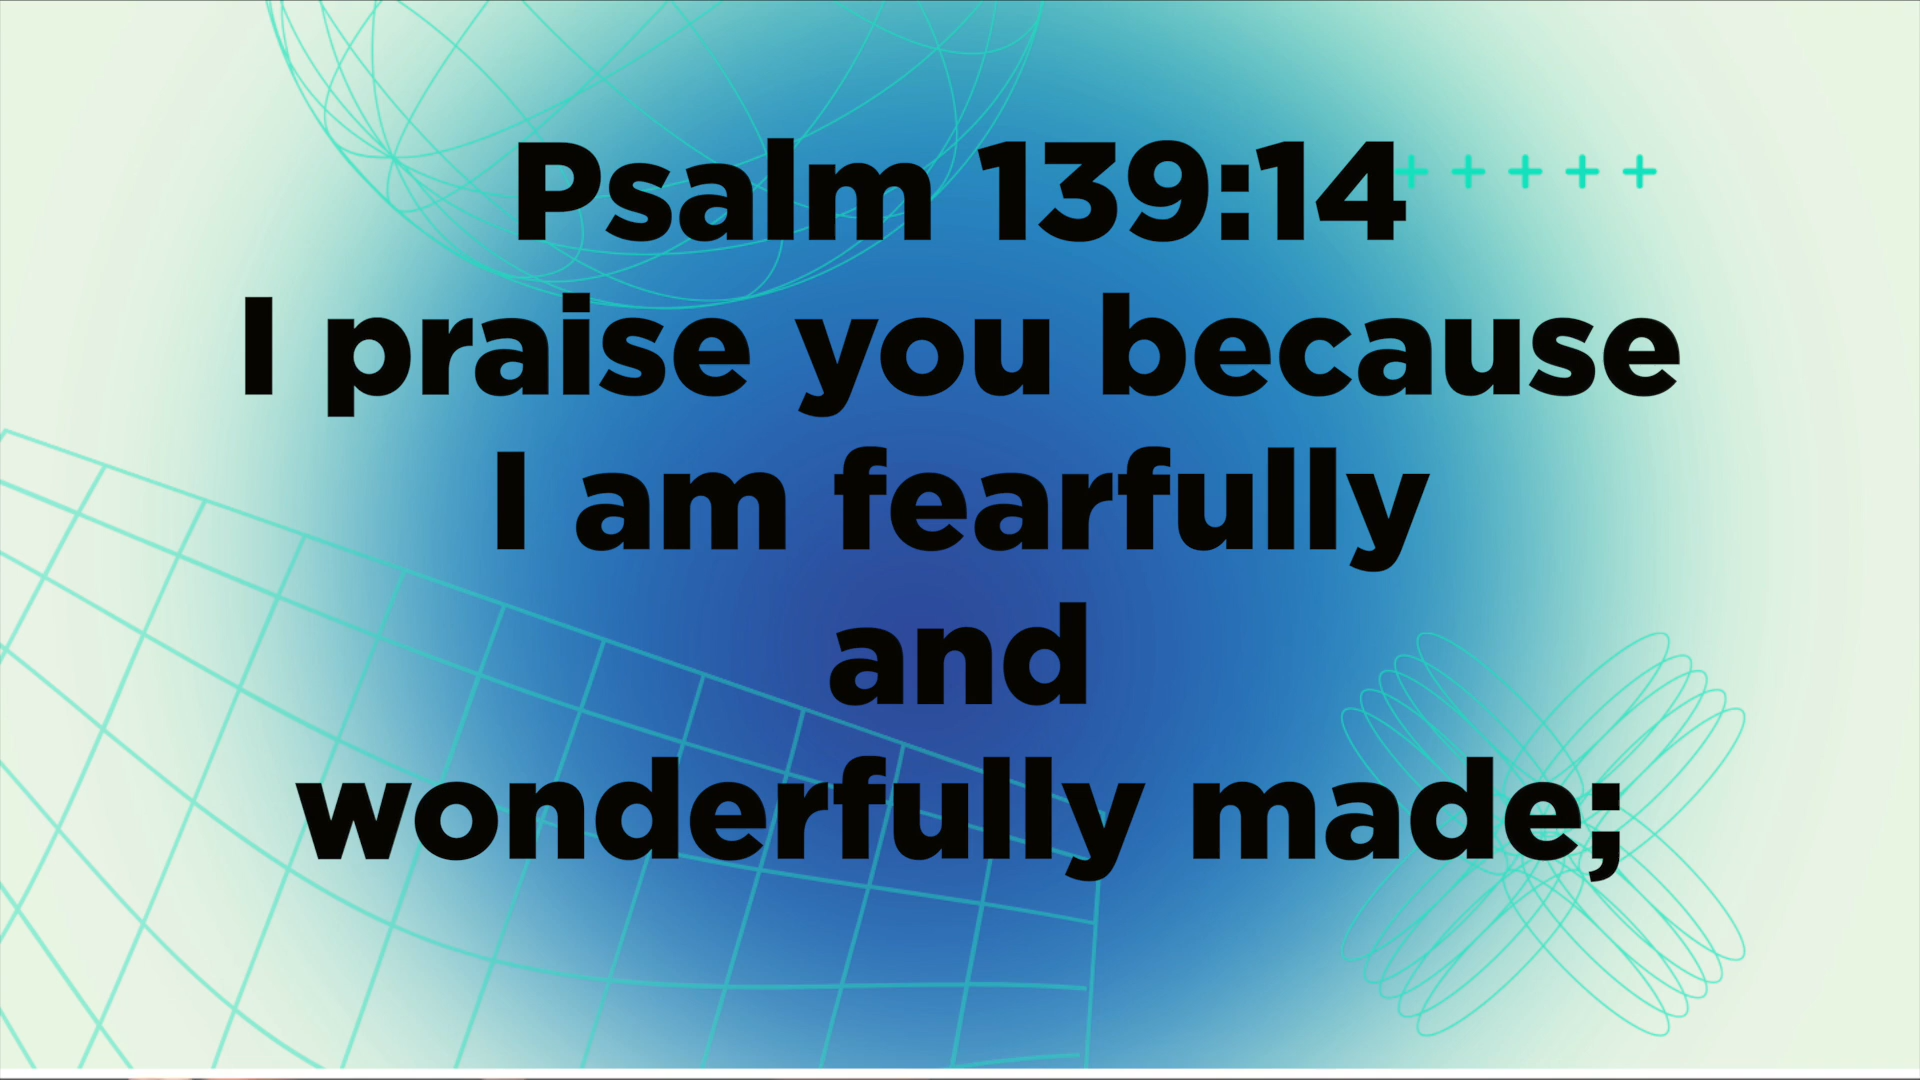 Psalm 139:14
I praise you because
I am fearfully
and
wonderfully made;